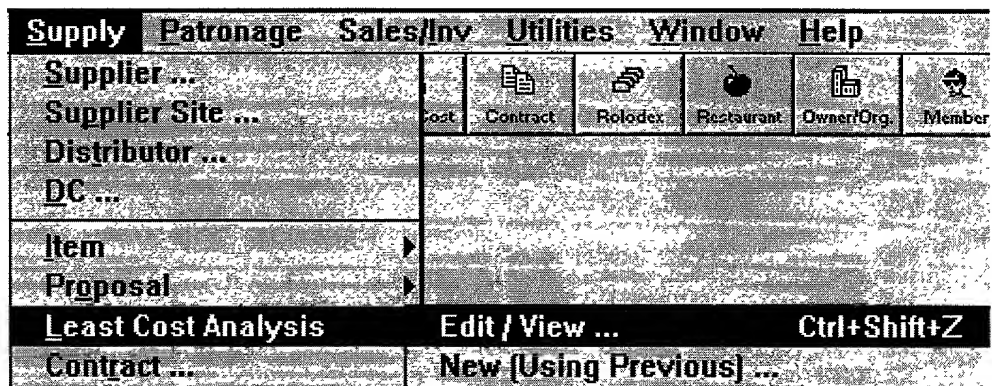 Supply Patronage Sales/Inv Utilities Window Help
Supplier ...
Supplier Site ...
Distributor ...
DC ...
Cost Contract Rolodex Restaurant Owner/Org. Member
Item
Proposal
Least Cost Analysis Edit / View ... Ctrl+Shift+Z
Contract ... New (Using Previous) ...